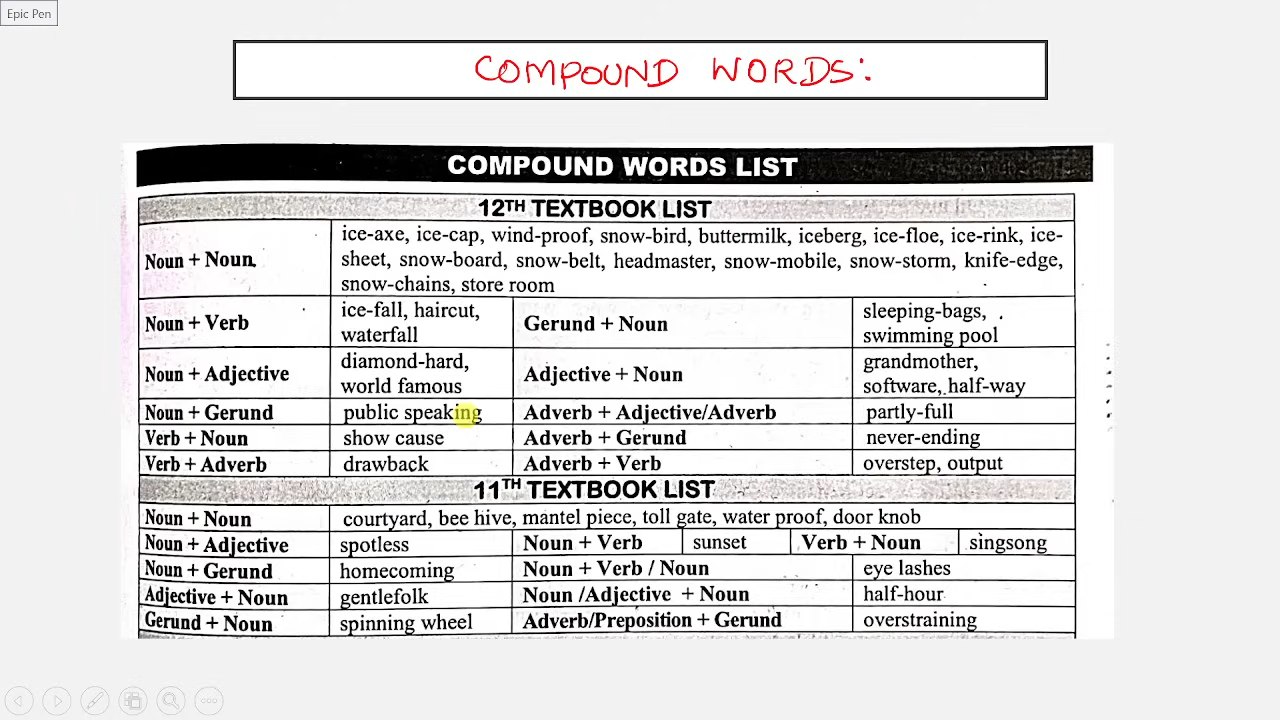 Epic Pen
COMPOUND WORDS:
COMPOUND WORDS LIST
12TH TEXTBOOK LIST
Noun + Noun
ice-axe, ice-cap, wind-proof, snow-bird, buttermilk, iceberg, ice-floe, ice-rink, ice-
sheet, snow-board, snow-belt, headmaster, snow-mobile, snow-storm, knife-edge,
snow-chains, store room
Noun + Verb
ice-fall, haircut,
waterfall
Gerund + Noun
sleeping-bags,
swimming pool
Noun + Adjective
diamond-hard,
world famous
Adjective + Noun
grandmother,
software, half-way
Noun + Gerund public speaking Adverb + Adjective/Adverb partly-full
Verb + Noun show cause Adverb + Gerund never-ending
Verb + Adverb drawback Adverb + Verb overstep, output
11TH TEXTBOOK LIST
Noun + Noun courtyard, bee hive, mantel piece, toll gate, water proof, door knob
Noun + Adjective spotless Noun + Verb sunset Verb + Noun singsong
Noun + Gerund homecoming Noun + Verb / Noun eye lashes
Adjective + Noun gentlefolk Noun /Adjective + Noun half-hour
Gerund + Noun spinning wheel Adverb/Preposition + Gerund overstraining